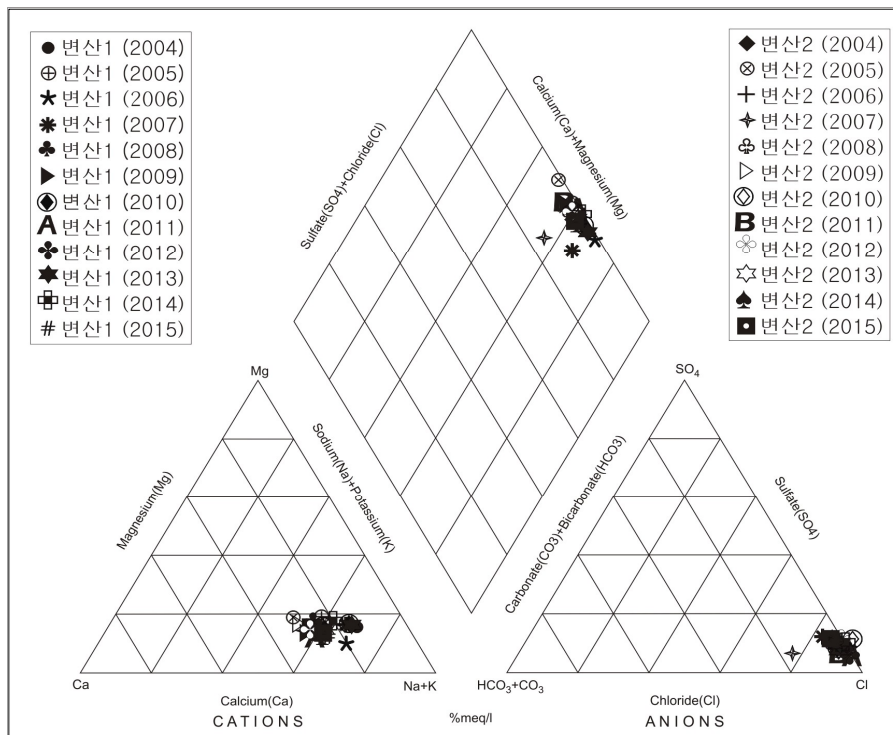 변산1 (2004)
변산1 (2005)
변산1 (2006)
변산1 (2007)
변산1 (2008)
변산1 (2009)
변산1 (2010)
변산1 (2011)
변산1 (2012)
변산1 (2013)
변산1 (2014)
변산1 (2015)
변산2 (2004)
변산2 (2005)
변산2 (2006)
변산2 (2007)
변산2 (2008)
변산2 (2009)
변산2 (2010)
변산2 (2011)
변산2 (2012)
변산2 (2013)
변산2 (2014)
변산2 (2015)
Sulfate(SO4)+Chloride(Cl)
Calcium(Ca)+Magnesium(Mg)
Mg
SO4
Magnesium(Mg)
Sodium(Na)+Potassium(K)
Carbonate(CO3)+Bicarbonate(HCO3)
Sulfate(SO4)
Ca
Na+K
HCO3+CO3
Cl
Calcium(Ca)
Chloride(Cl)
CATIONS
%meq/l
ANIONS